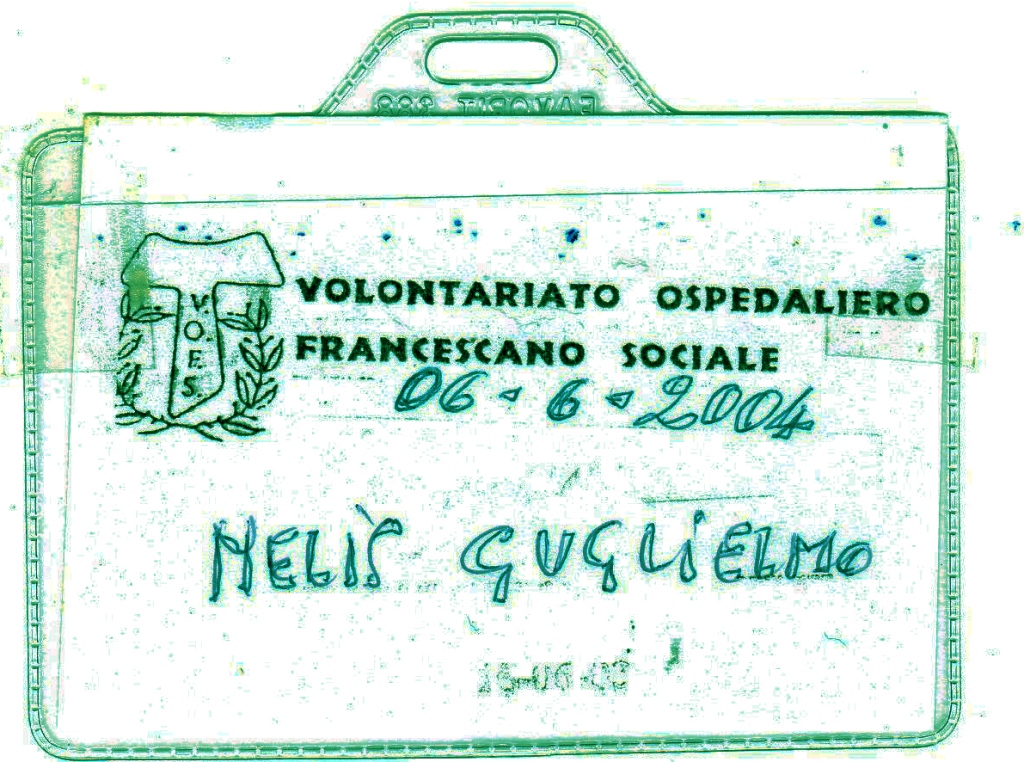 VOLONTARIATO OSPEDALIERO
FRANCESCANO SOCIALE
V.
O.
F.
S.
06 - 6 - 2004
MELIS GUGLIELMO